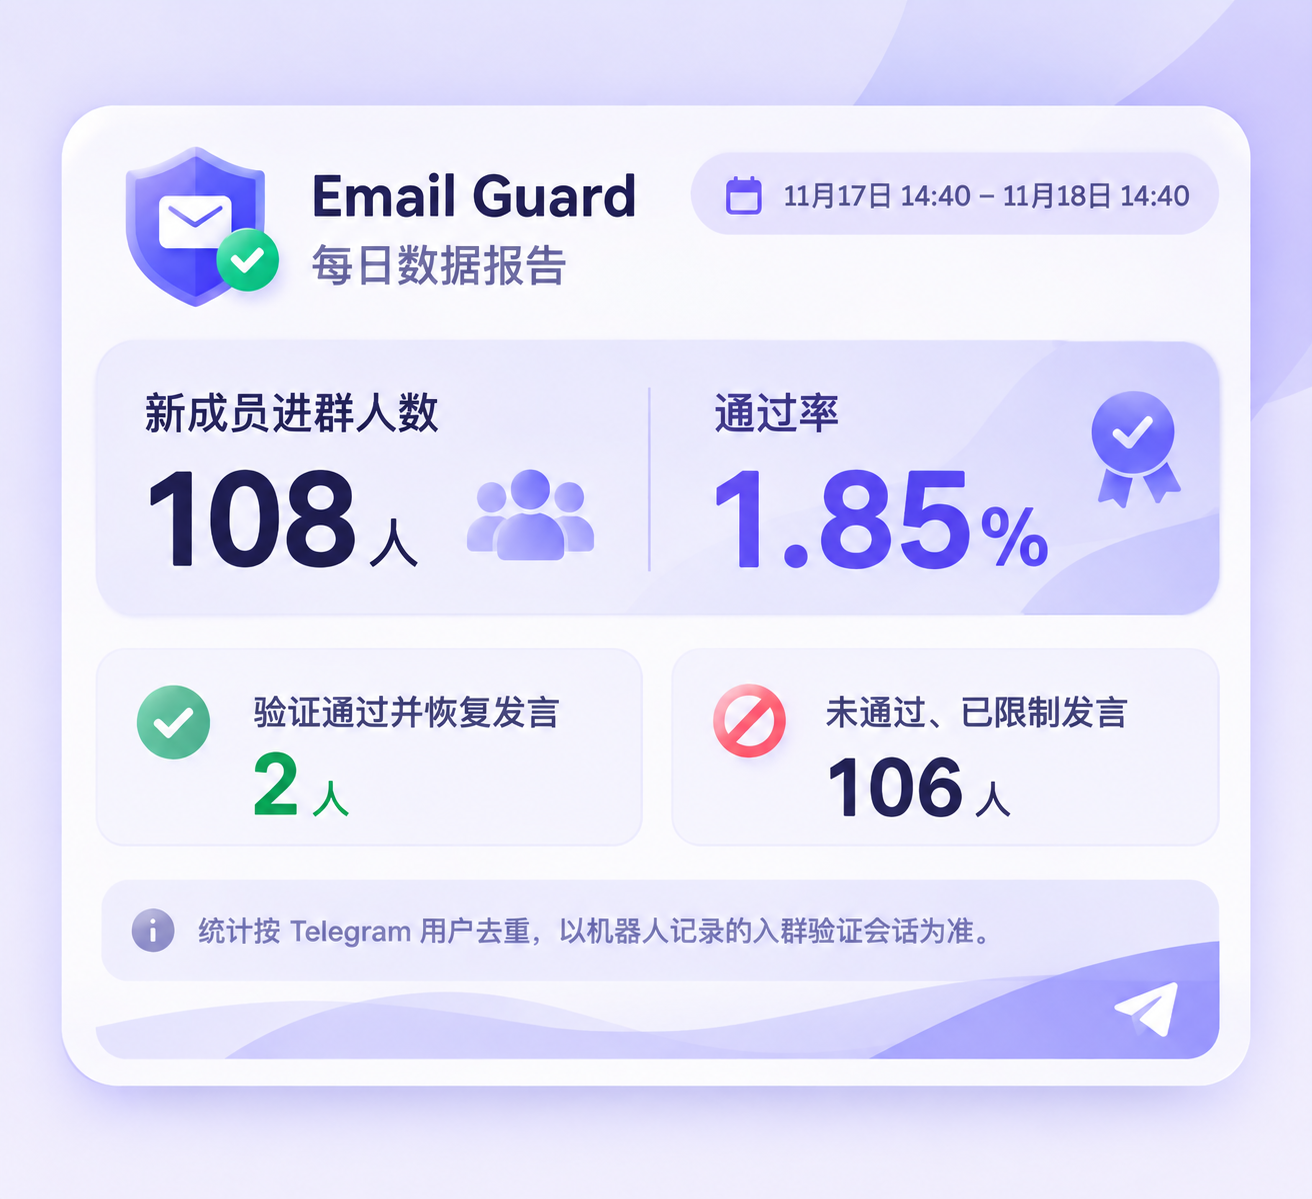 Email Guard
每日数据报告
11月17日 14:40 – 11月18日 14:40
新成员进群人数
108 人
通过率
1.85%
验证通过并恢复发言
2 人
未通过、已限制发言
106 人
统计按 Telegram 用户去重，以机器人记录的入群验证会话为准。